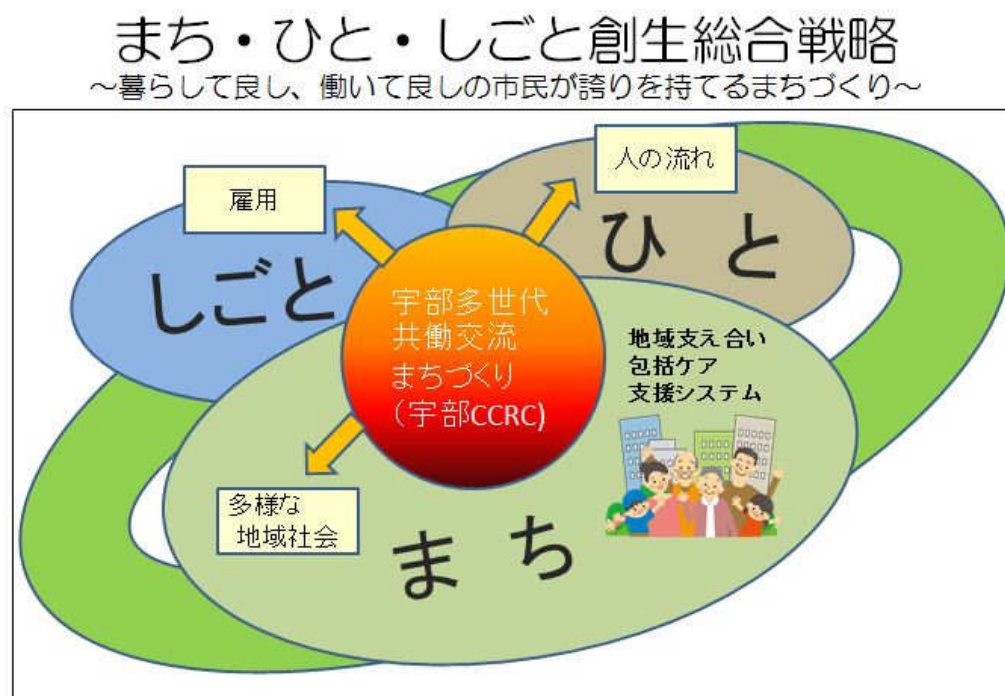 まち・ひと・しごと創生総合戦略
～暮らして良し、働いて良しの市民が誇りを持てるまちづくり～
人の流れ
雇用
ひと
しごと
宇部多世代
共働交流
まちづくり
（宇部CCRC)
地域支え合い
包括ケア
支援システム
多様な
地域社会
まち